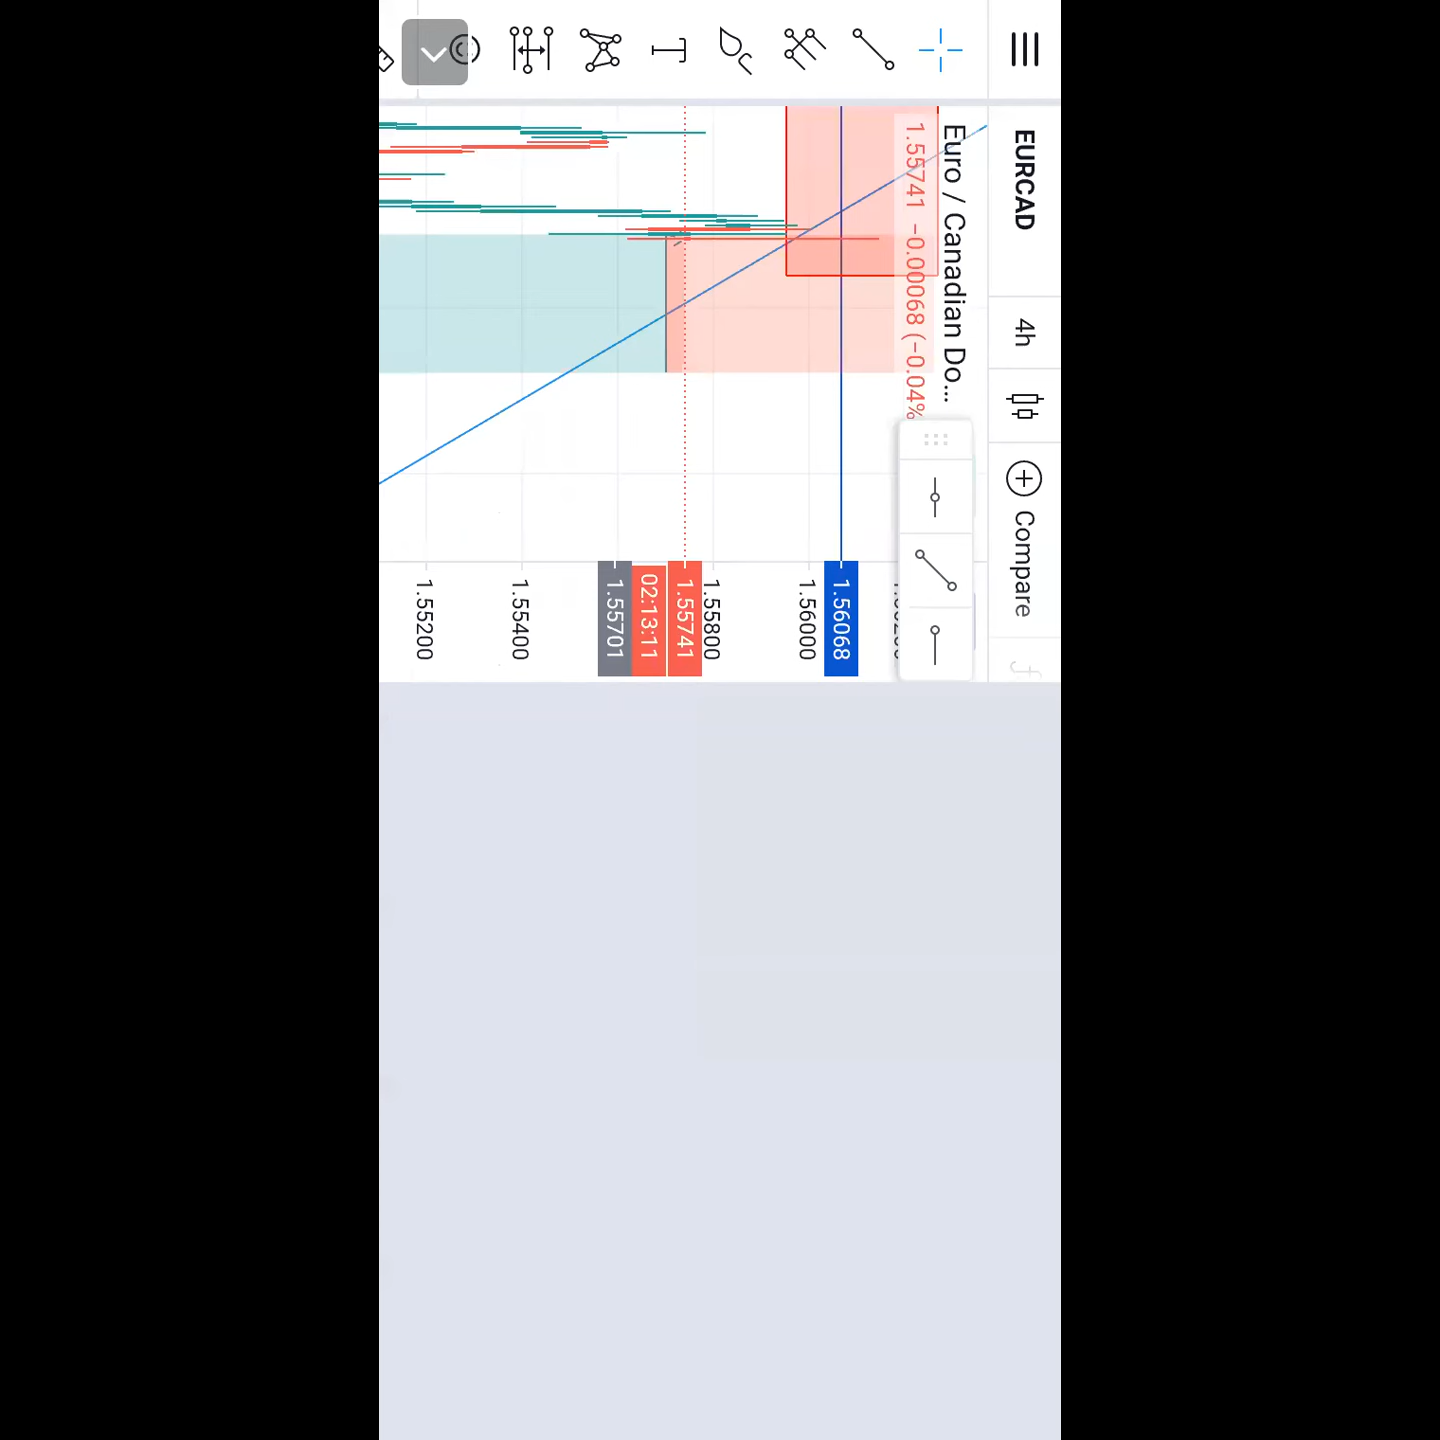 EURCAD
4h
Compare
Euro / Canadian Do...
1.55741 −0.00068 (−0.04%
1.56068
1.56000
1.55800
1.55741
02:13:11
1.55701
1.55400
1.55200